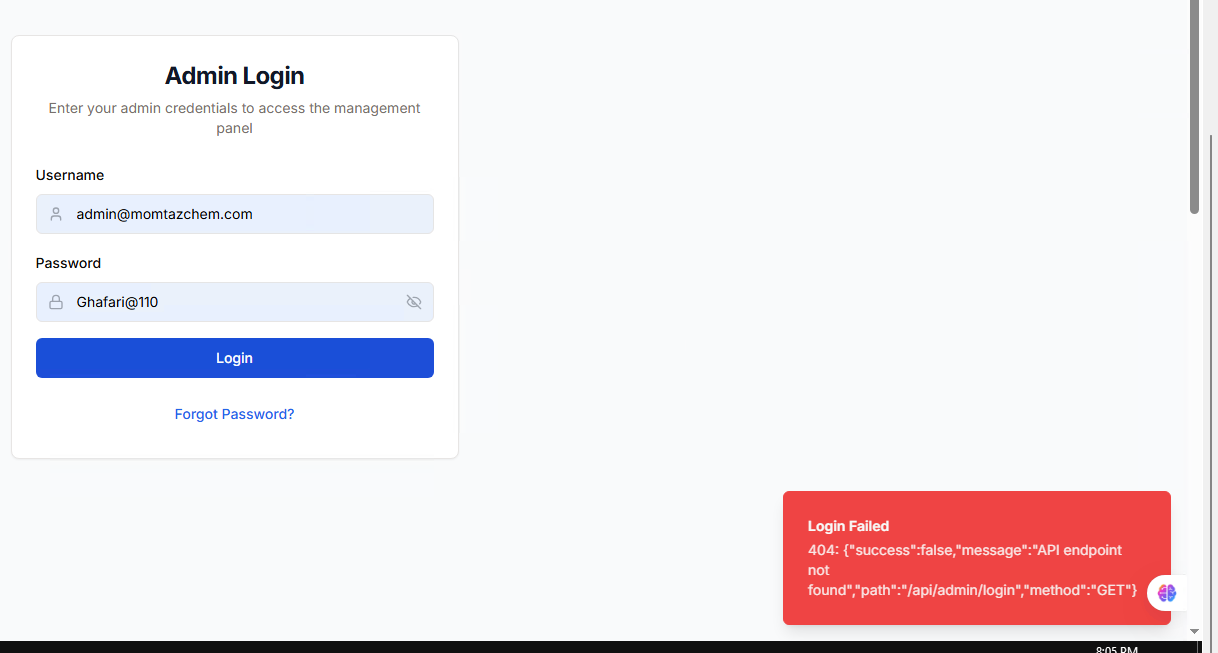 Admin Login
Enter your admin credentials to access the management
panel
Username
admin@momtazchem.com
Password
Ghafari@110
Login
Forgot Password?
Login Failed
404: {"success":false,"message":"API endpoint
not
found","path":"/api/admin/login","method":"GET"}
8:05 PM